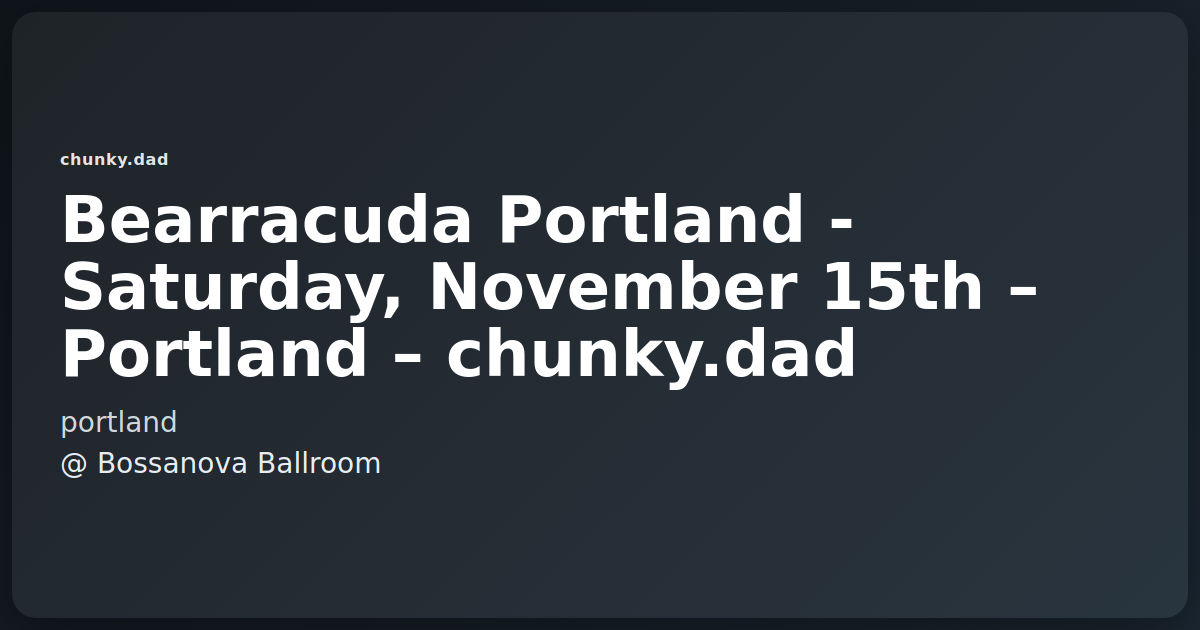 chunky.dad
Bearracuda Portland -
Saturday, November 15th –
Portland – chunky.dad
portland
@ Bossanova Ballroom